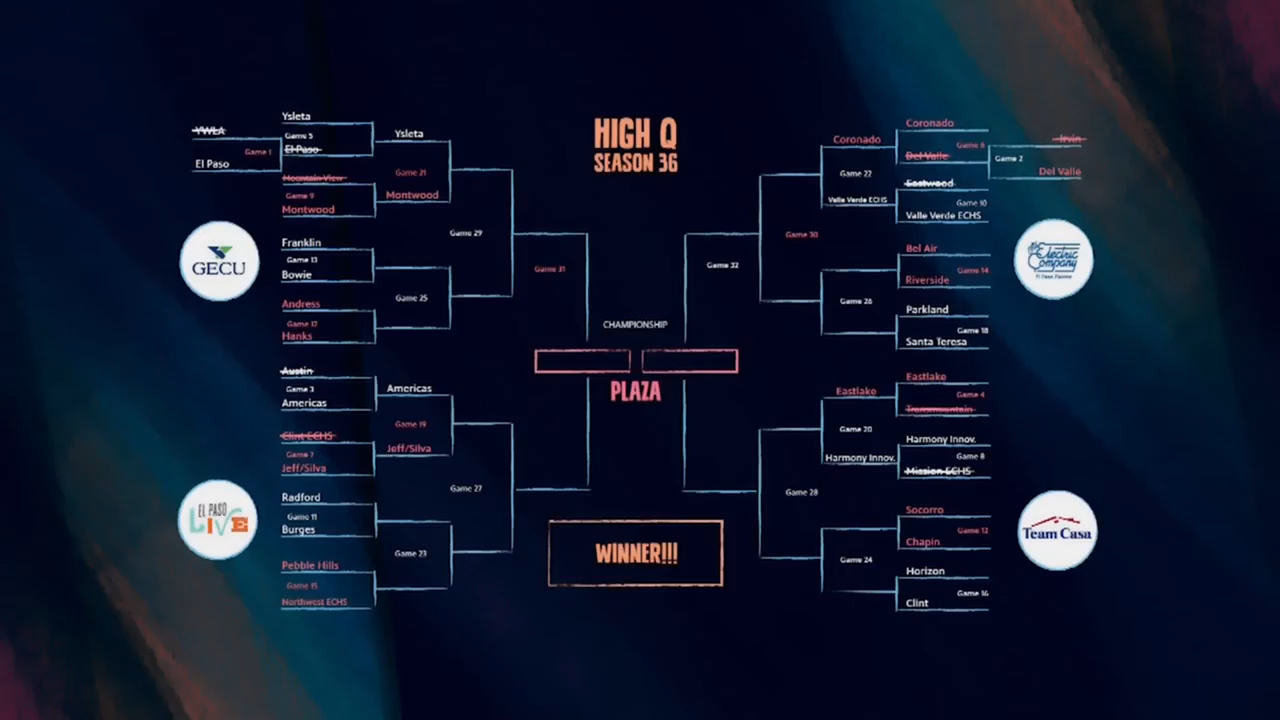 HIGH Q
SEASON 36
YWLA
Game 1
El Paso
Ysleta
Game 5
El Paso
Mountain View
Game 9
Montwood
Franklin
Game 13
Bowie
Andress
Game 17
Hanks
Austin
Game 3
Americas
Clint ECHS
Game 7
Jeff/Silva
Radford
Game 11
Burges
Pebble Hills
Game 15
Northwest ECHS
Ysleta
Game 21
Montwood
Game 25
Americas
Game 19
Jeff/Silva
Game 23
Game 29
Game 27
Game 31
CHAMPIONSHIP
PLAZA
WINNER!!!
Game 32
Game 30
Game 28
Coronado
Game 22
Valle Verde ECHS
Game 26
Eastlake
Game 20
Harmony Innov.
Game 24
Coronado
Game 6
Del Valle
Eastwood
Game 10
Valle Verde ECHS
Bel Air
Game 14
Riverside
Parkland
Game 18
Santa Teresa
Eastlake
Game 4
Transmountain
Harmony Innov.
Game 8
Mission ECHS
Socorro
Game 12
Chapin
Horizon
Game 16
Clint
Irvin
Game 2
Del Valle
GECU
EL PASO
LIVE
El Paso
Electric
Company
Team Casa